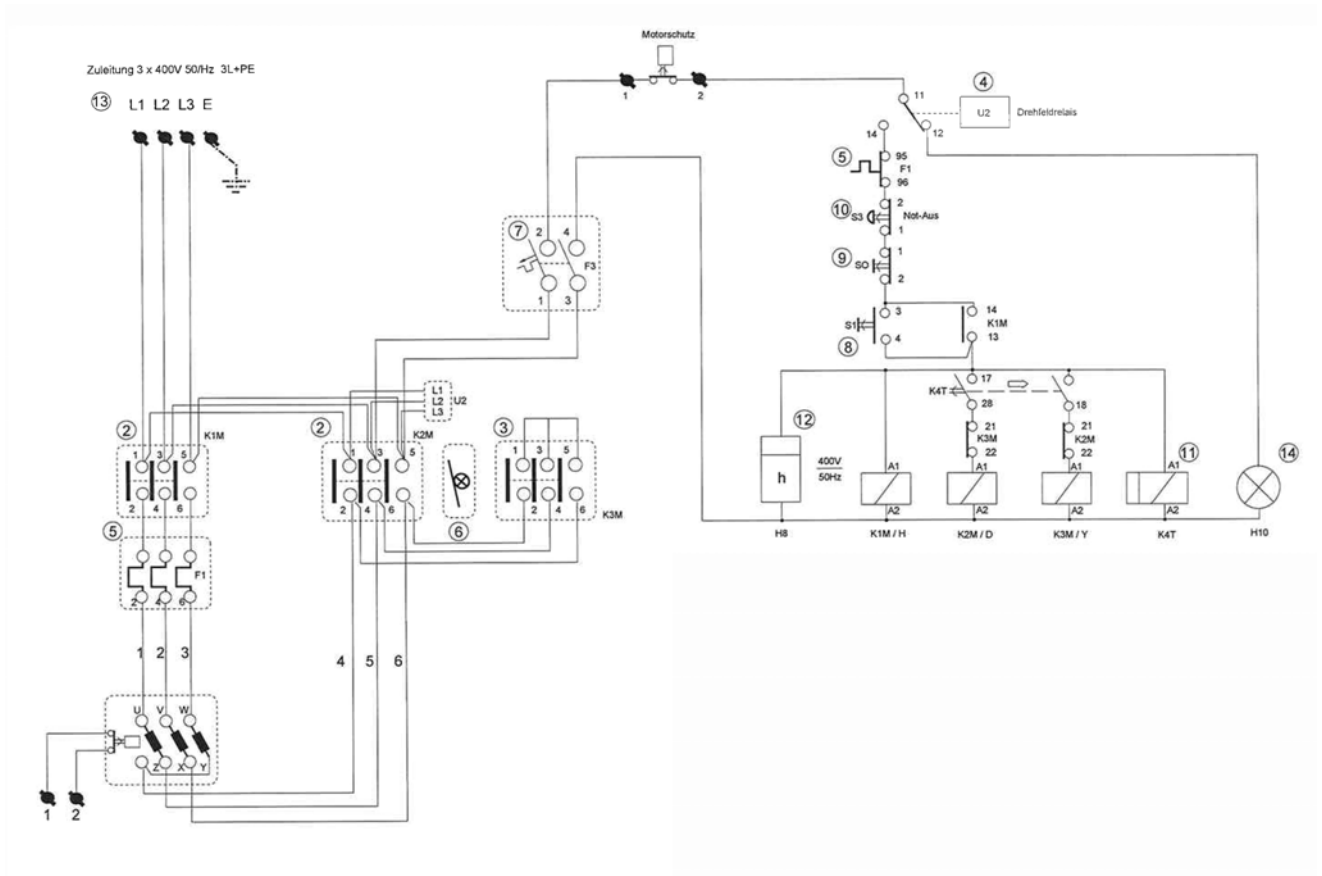 Motorschutz
Zuleitung 3 x 400V 50/Hz 3L+PE
13 L1 L2 L3 E
1 2
11
4
U2 Drehfeldrelais
12
14
5
95
F1
96
10
2
S3 Not-Aus
1
9
1
SO
2
7
2 4
F3
1 3
3 14
S1 K1M
4 13
8
17
K4T
28 18
21 21
K3M K2M
22 22
L1
L2 U2
L3
2
K1M
1 3 5
2 4 6
2
K2M
1 3 5
2 4 6
3
1 3 5
2 4 6
K3M
6
12
400V
50Hz
h
11
14
A1 A1 A1 A1
A2 A2 A2 A2
H8 K1M / H K2M / D K3M / Y K4T H10
5
F1
2 4 6
1 2 3
4 5 6
U V W
Z X Y
1 2